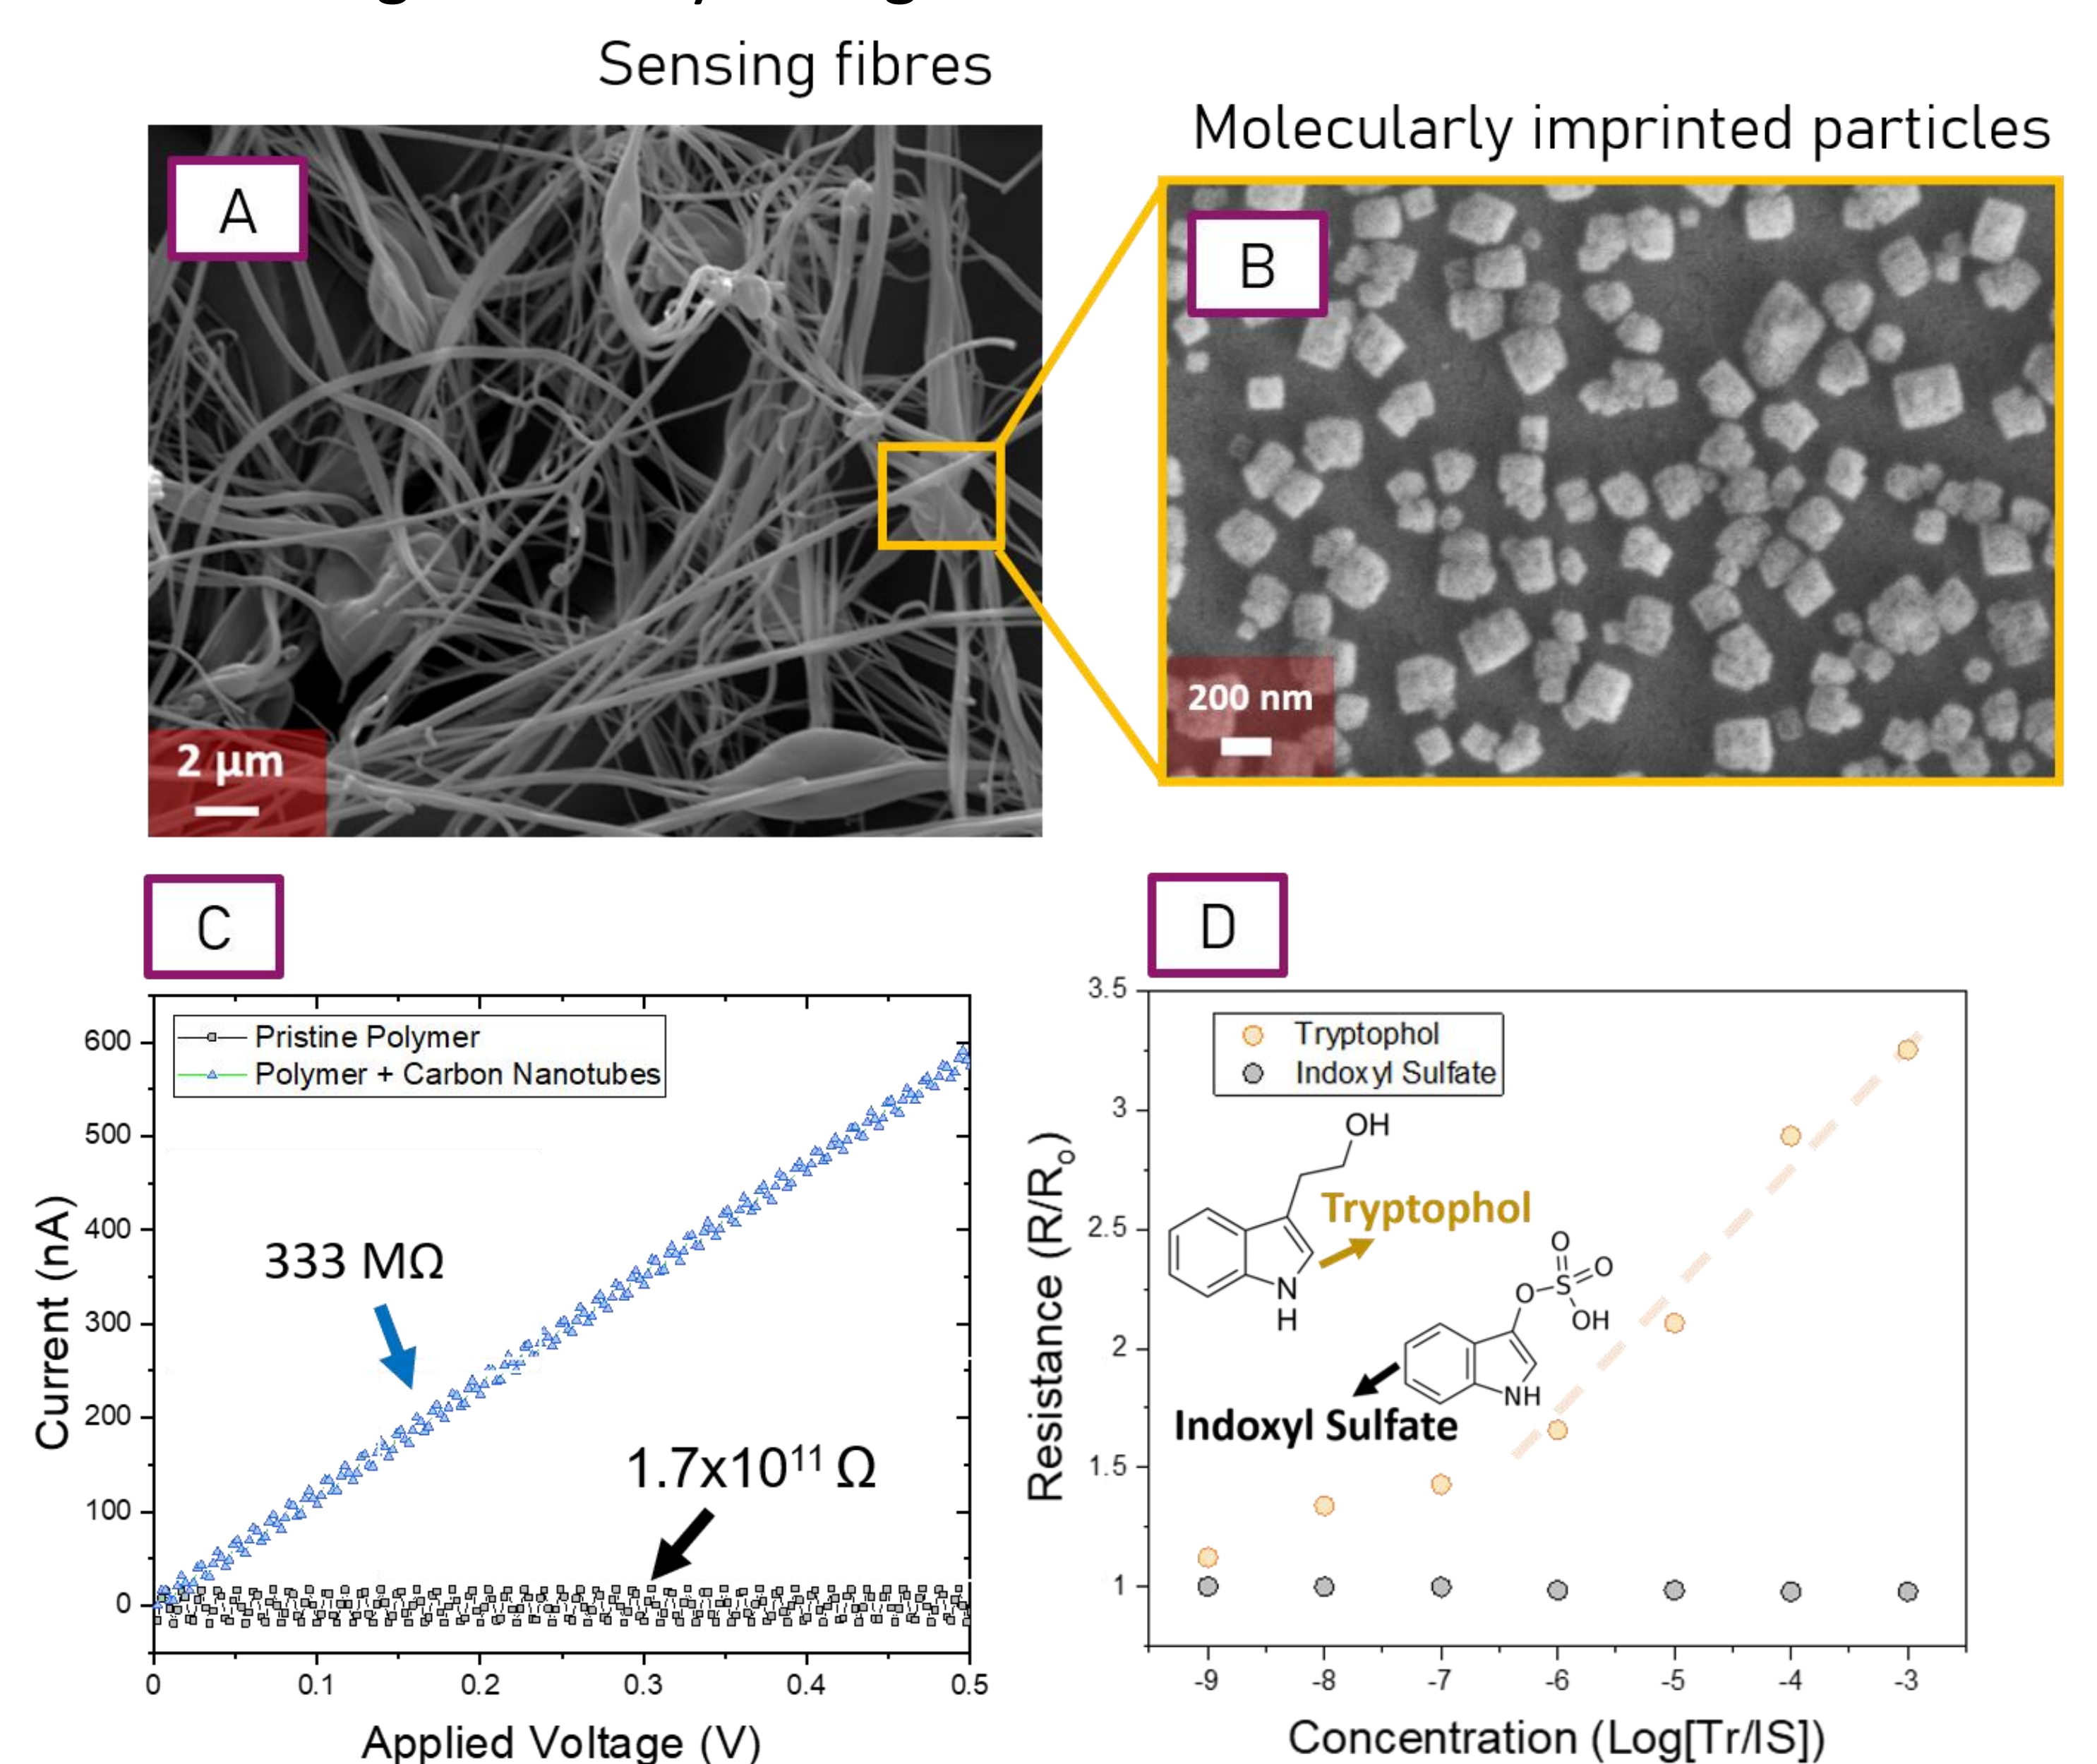 Sensing fibres
Molecularly imprinted particles
A
B
2 µm
200 nm
C
D
Pristine Polymer
Polymer + Carbon Nanotubes
333 MΩ
1.7x10¹¹ Ω
Current (nA)
600
500
400
300
200
100
0
0 0.1 0.2 0.3 0.4 0.5
Applied Voltage (V)
Tryptophol
Indoxyl Sulfate
OH
Tryptophol
N
H
O
O
O S
OH
NH
Indoxyl Sulfate
Resistance (R/R₀)
3.5
3
2.5
2
1.5
1
-9 -8 -7 -6 -5 -4 -3
Concentration (Log[Tr/IS])